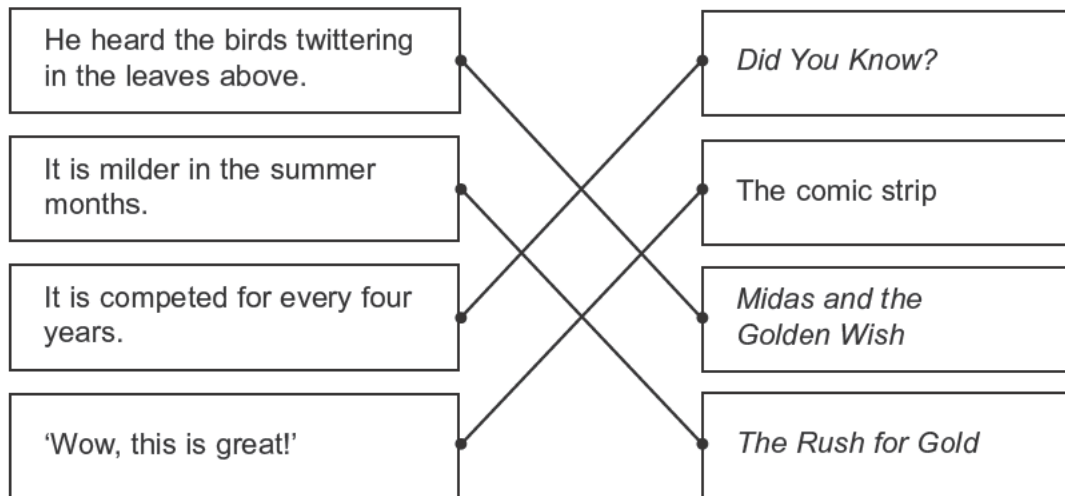 He heard the birds twittering
in the leaves above.
Did You Know?
It is milder in the summer
months.
The comic strip
It is competed for every four
years.
Midas and the
Golden Wish
‘Wow, this is great!’
The Rush for Gold